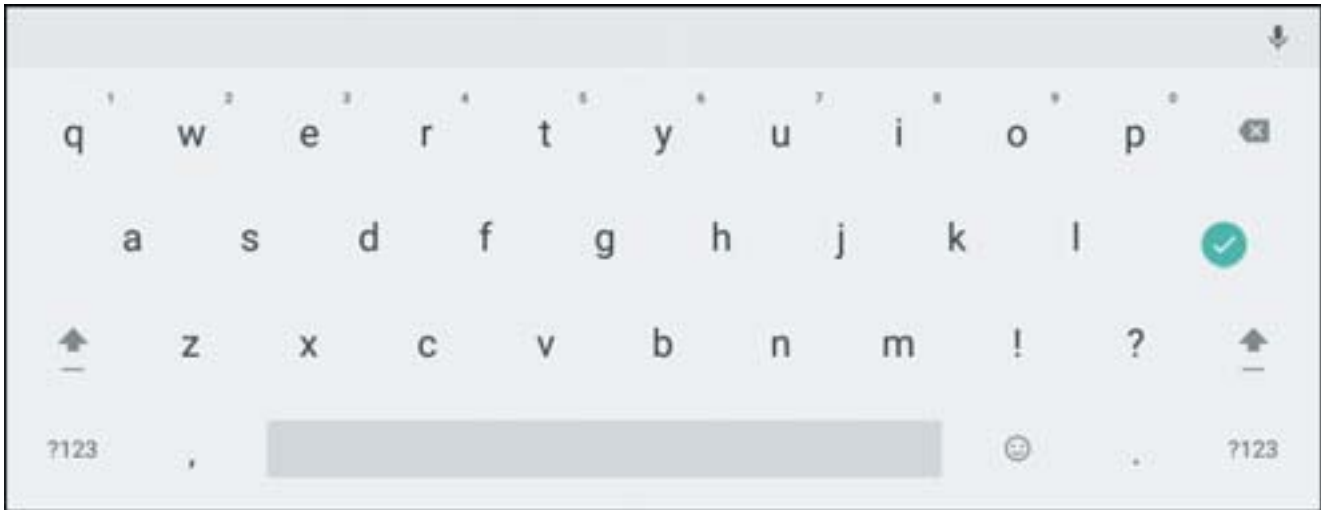 1 2 3 4 5 6 7 8 9 0
q w e r t y u i o p
a s d f g h j k l
z x c v b n m ! ?
?123 , . ?123